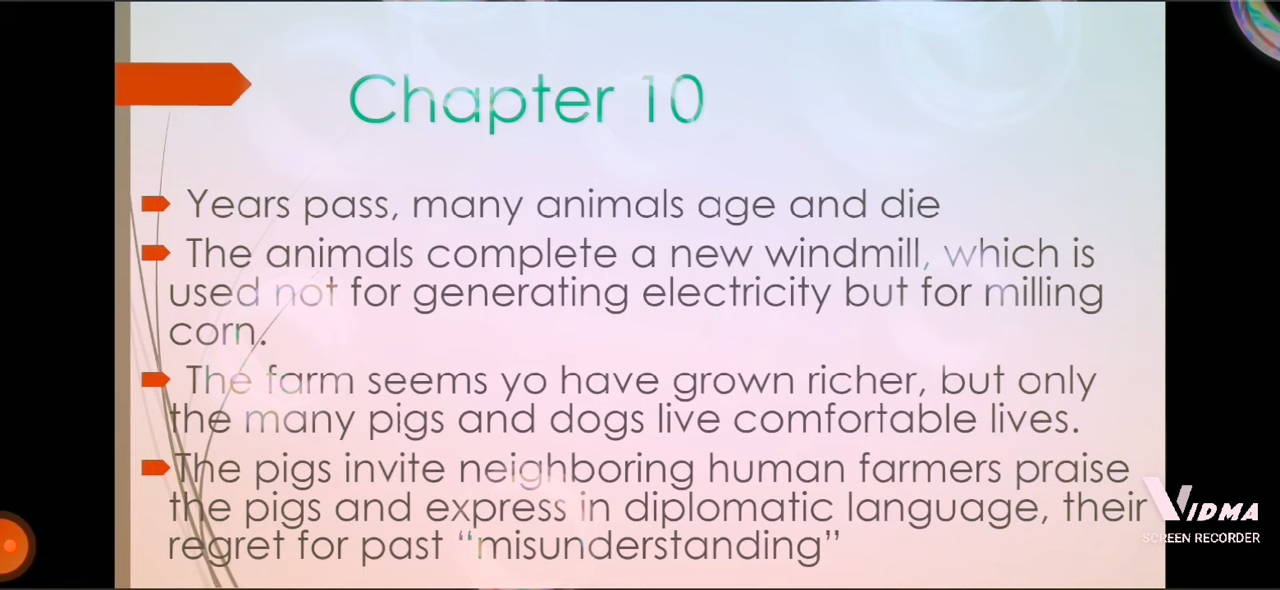 Chapter 10
Years pass, many animals age and die
The animals complete a new windmill, which is
used not for generating electricity but for milling
corn.
The farm seems yo have grown richer, but only
the many pigs and dogs live comfortable lives.
The pigs invite neighboring human farmers praise
the pigs and express in diplomatic language, their
regret for past “misunderstanding”
VIDMA
SCREEN RECORDER